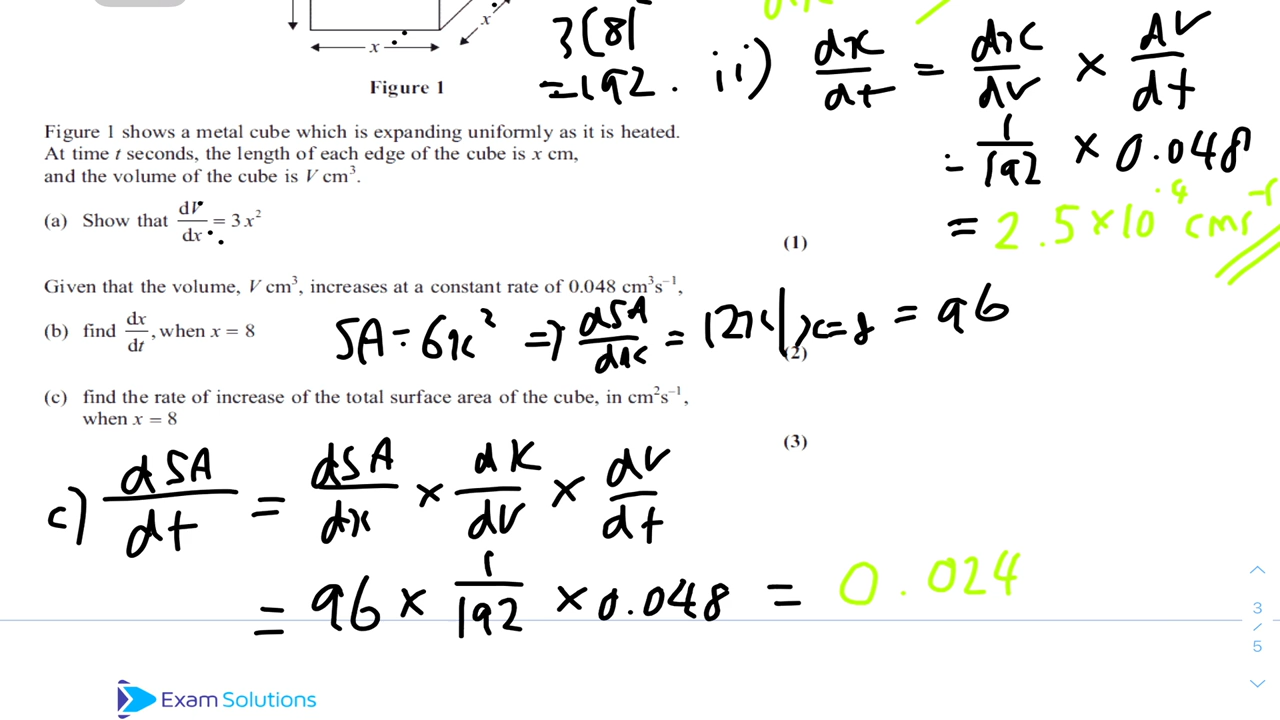 x
x
Figure 1
3(8)²
=192.
ii) dx/dt = dx/dV × dV/dt
= 1/192 × 0.048
= 2.5×10⁻⁴ cms⁻¹
Figure 1 shows a metal cube which is expanding uniformly as it is heated.
At time t seconds, the length of each edge of the cube is x cm,
and the volume of the cube is V cm³.
(a) Show that dV/dx = 3x²
(1)
Given that the volume, V cm³, increases at a constant rate of 0.048 cm³s⁻¹,
(b) find dx/dt, when x = 8
SA = 6x² => dSA/dx = 12x|x=8 = 96
(2)
(c) find the rate of increase of the total surface area of the cube, in cm²s⁻¹,
when x = 8
(3)
c) dSA/dt = dSA/dx × dx/dV × dV/dt
= 96 × 1/192 × 0.048 = 0.024
3
/
5
Exam Solutions